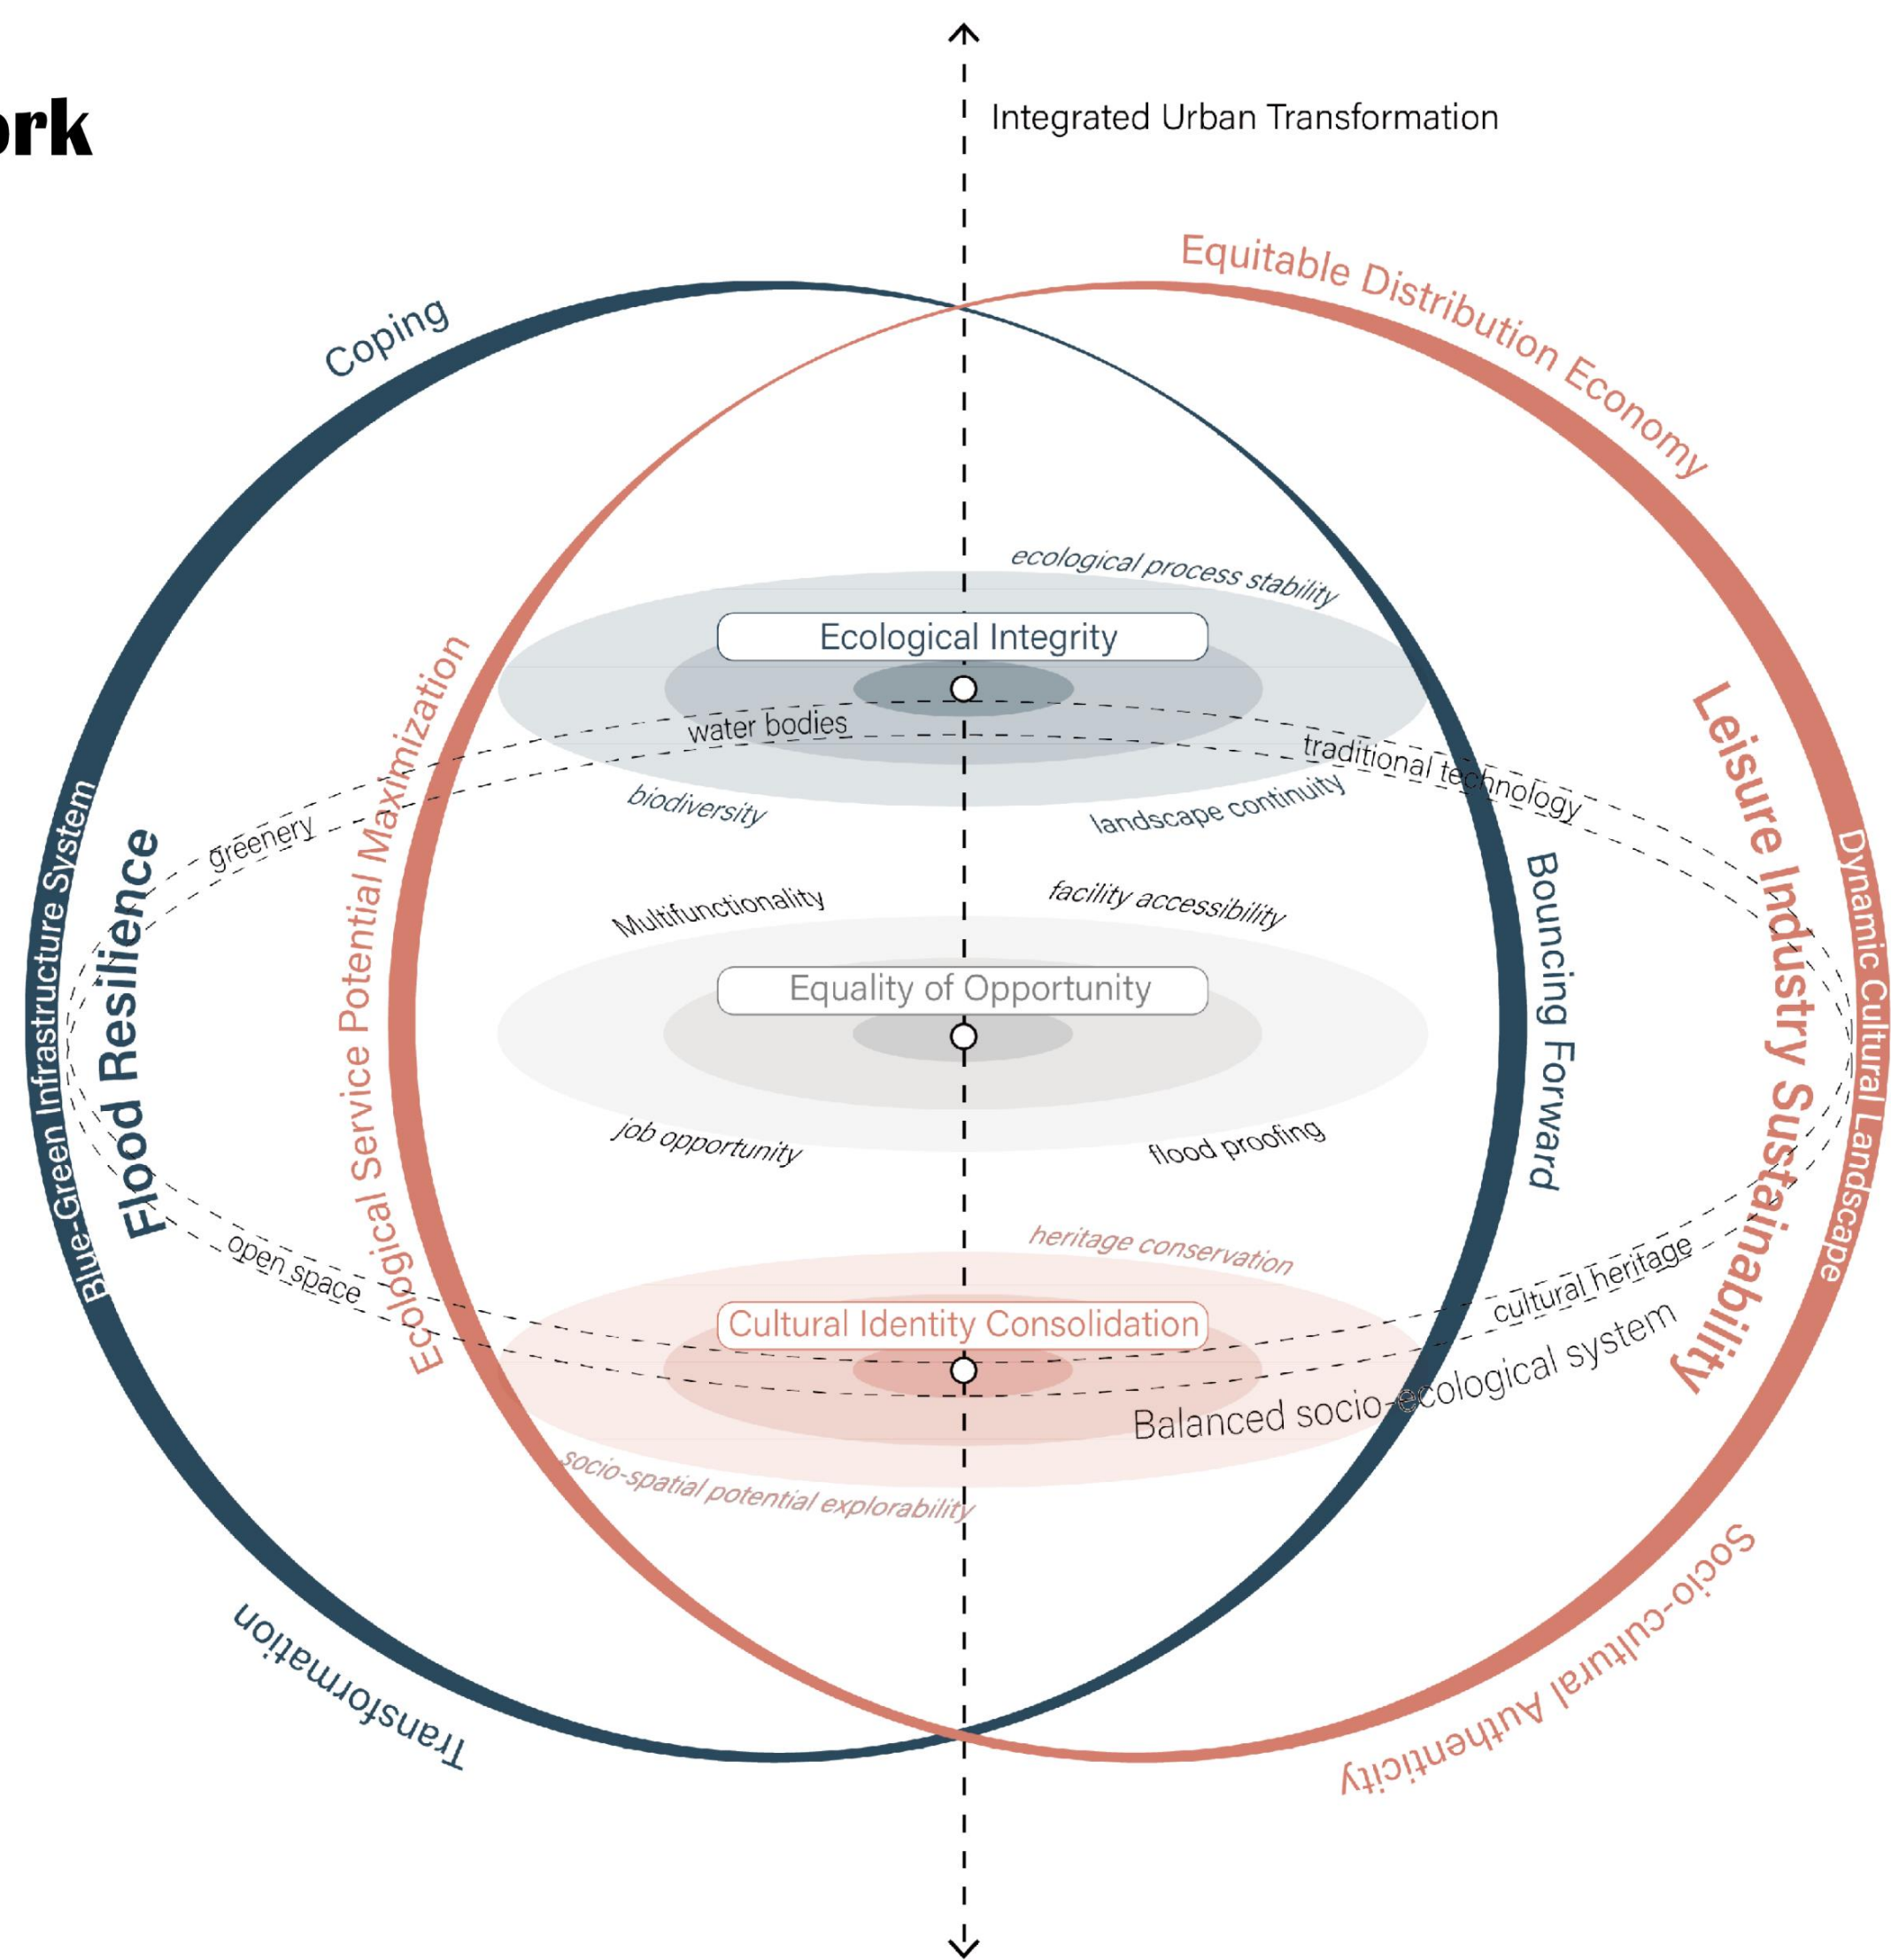 ork
Integrated Urban Transformation
Equitable Distribution Economy
Coping
ecological process stability
Ecological Integrity
water bodies
traditional technology
greenery
biodiversity
landscape continuity
Ecological Service Potential Maximization
Blue-Green Infrastructure System
Flood Resilience
Bouncing Forward
Leisure Industry Sustainability
Dynamic Cultural Landscape
Multifunctionality
facility accessibility
Equality of Opportunity
job opportunity
flood proofing
open space
heritage conservation
cultural heritage
Cultural Identity Consolidation
Balanced socio-ecological system
socio-spatial potential explorability
Transformation
Socio-cultural Authenticity